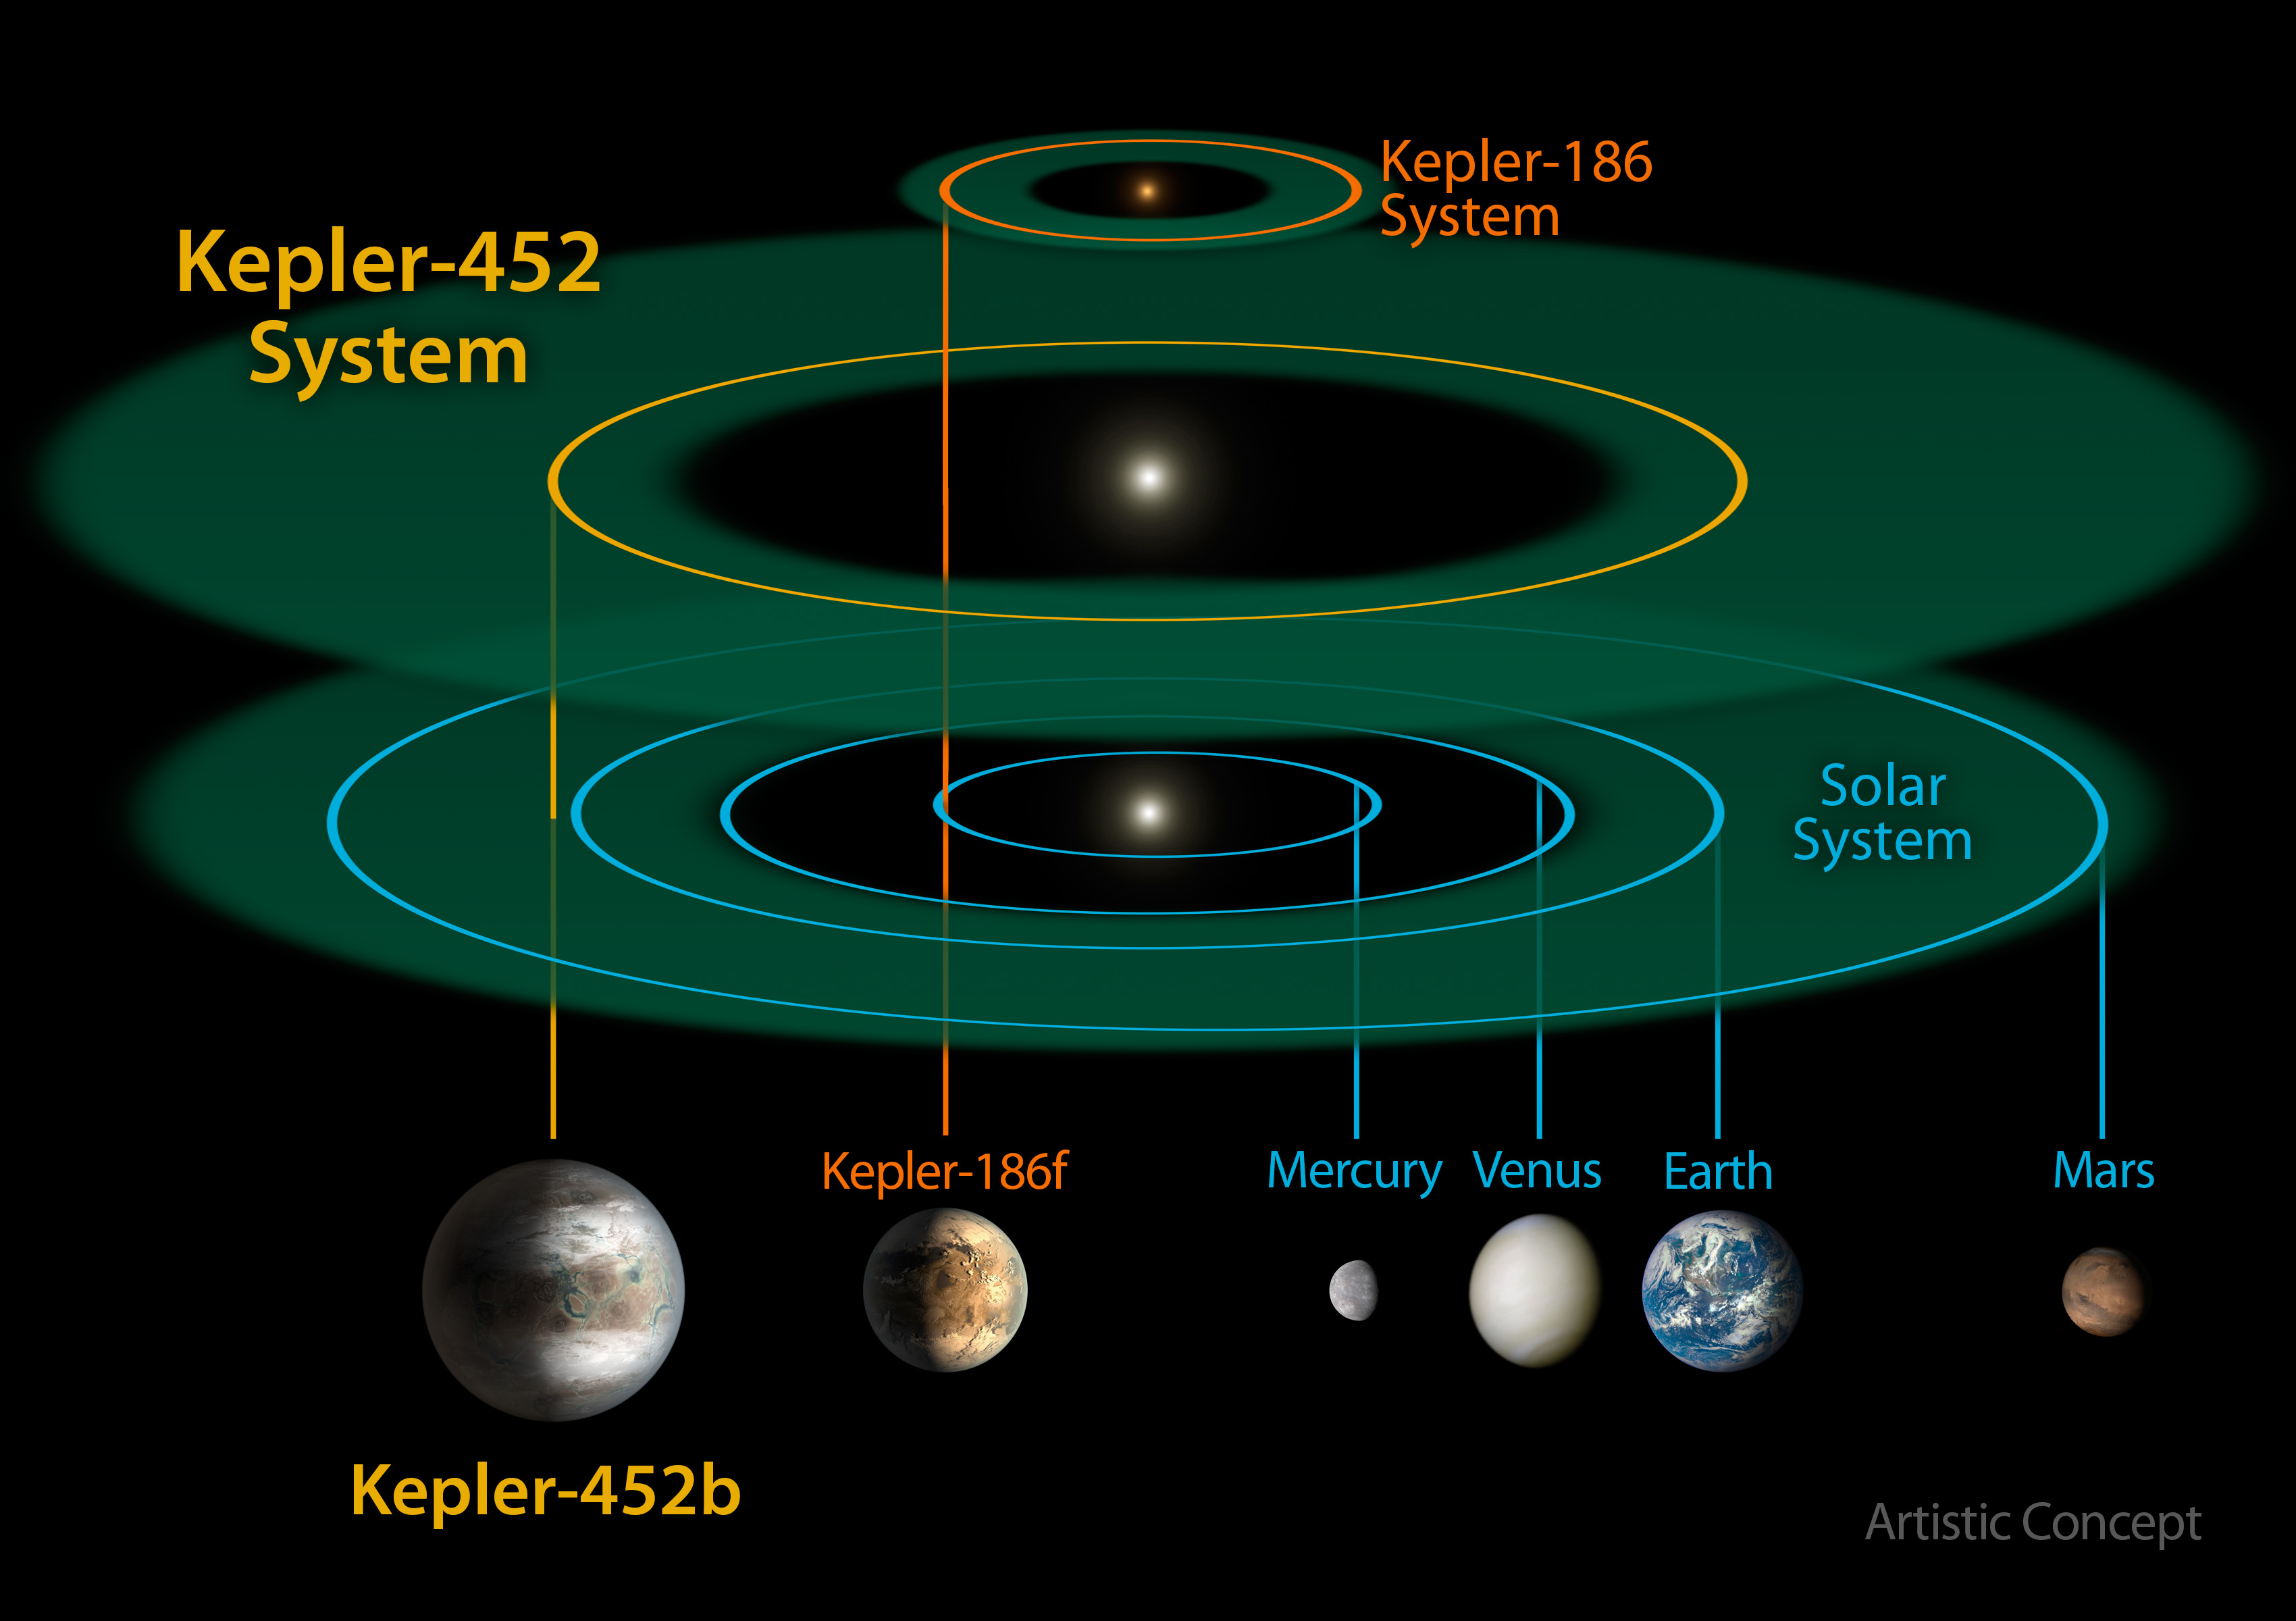 Kepler-186
System
Kepler-452
System
Solar
System
Kepler-186f
Mercury
Venus
Earth
Mars
Kepler-452b
Artistic Concept